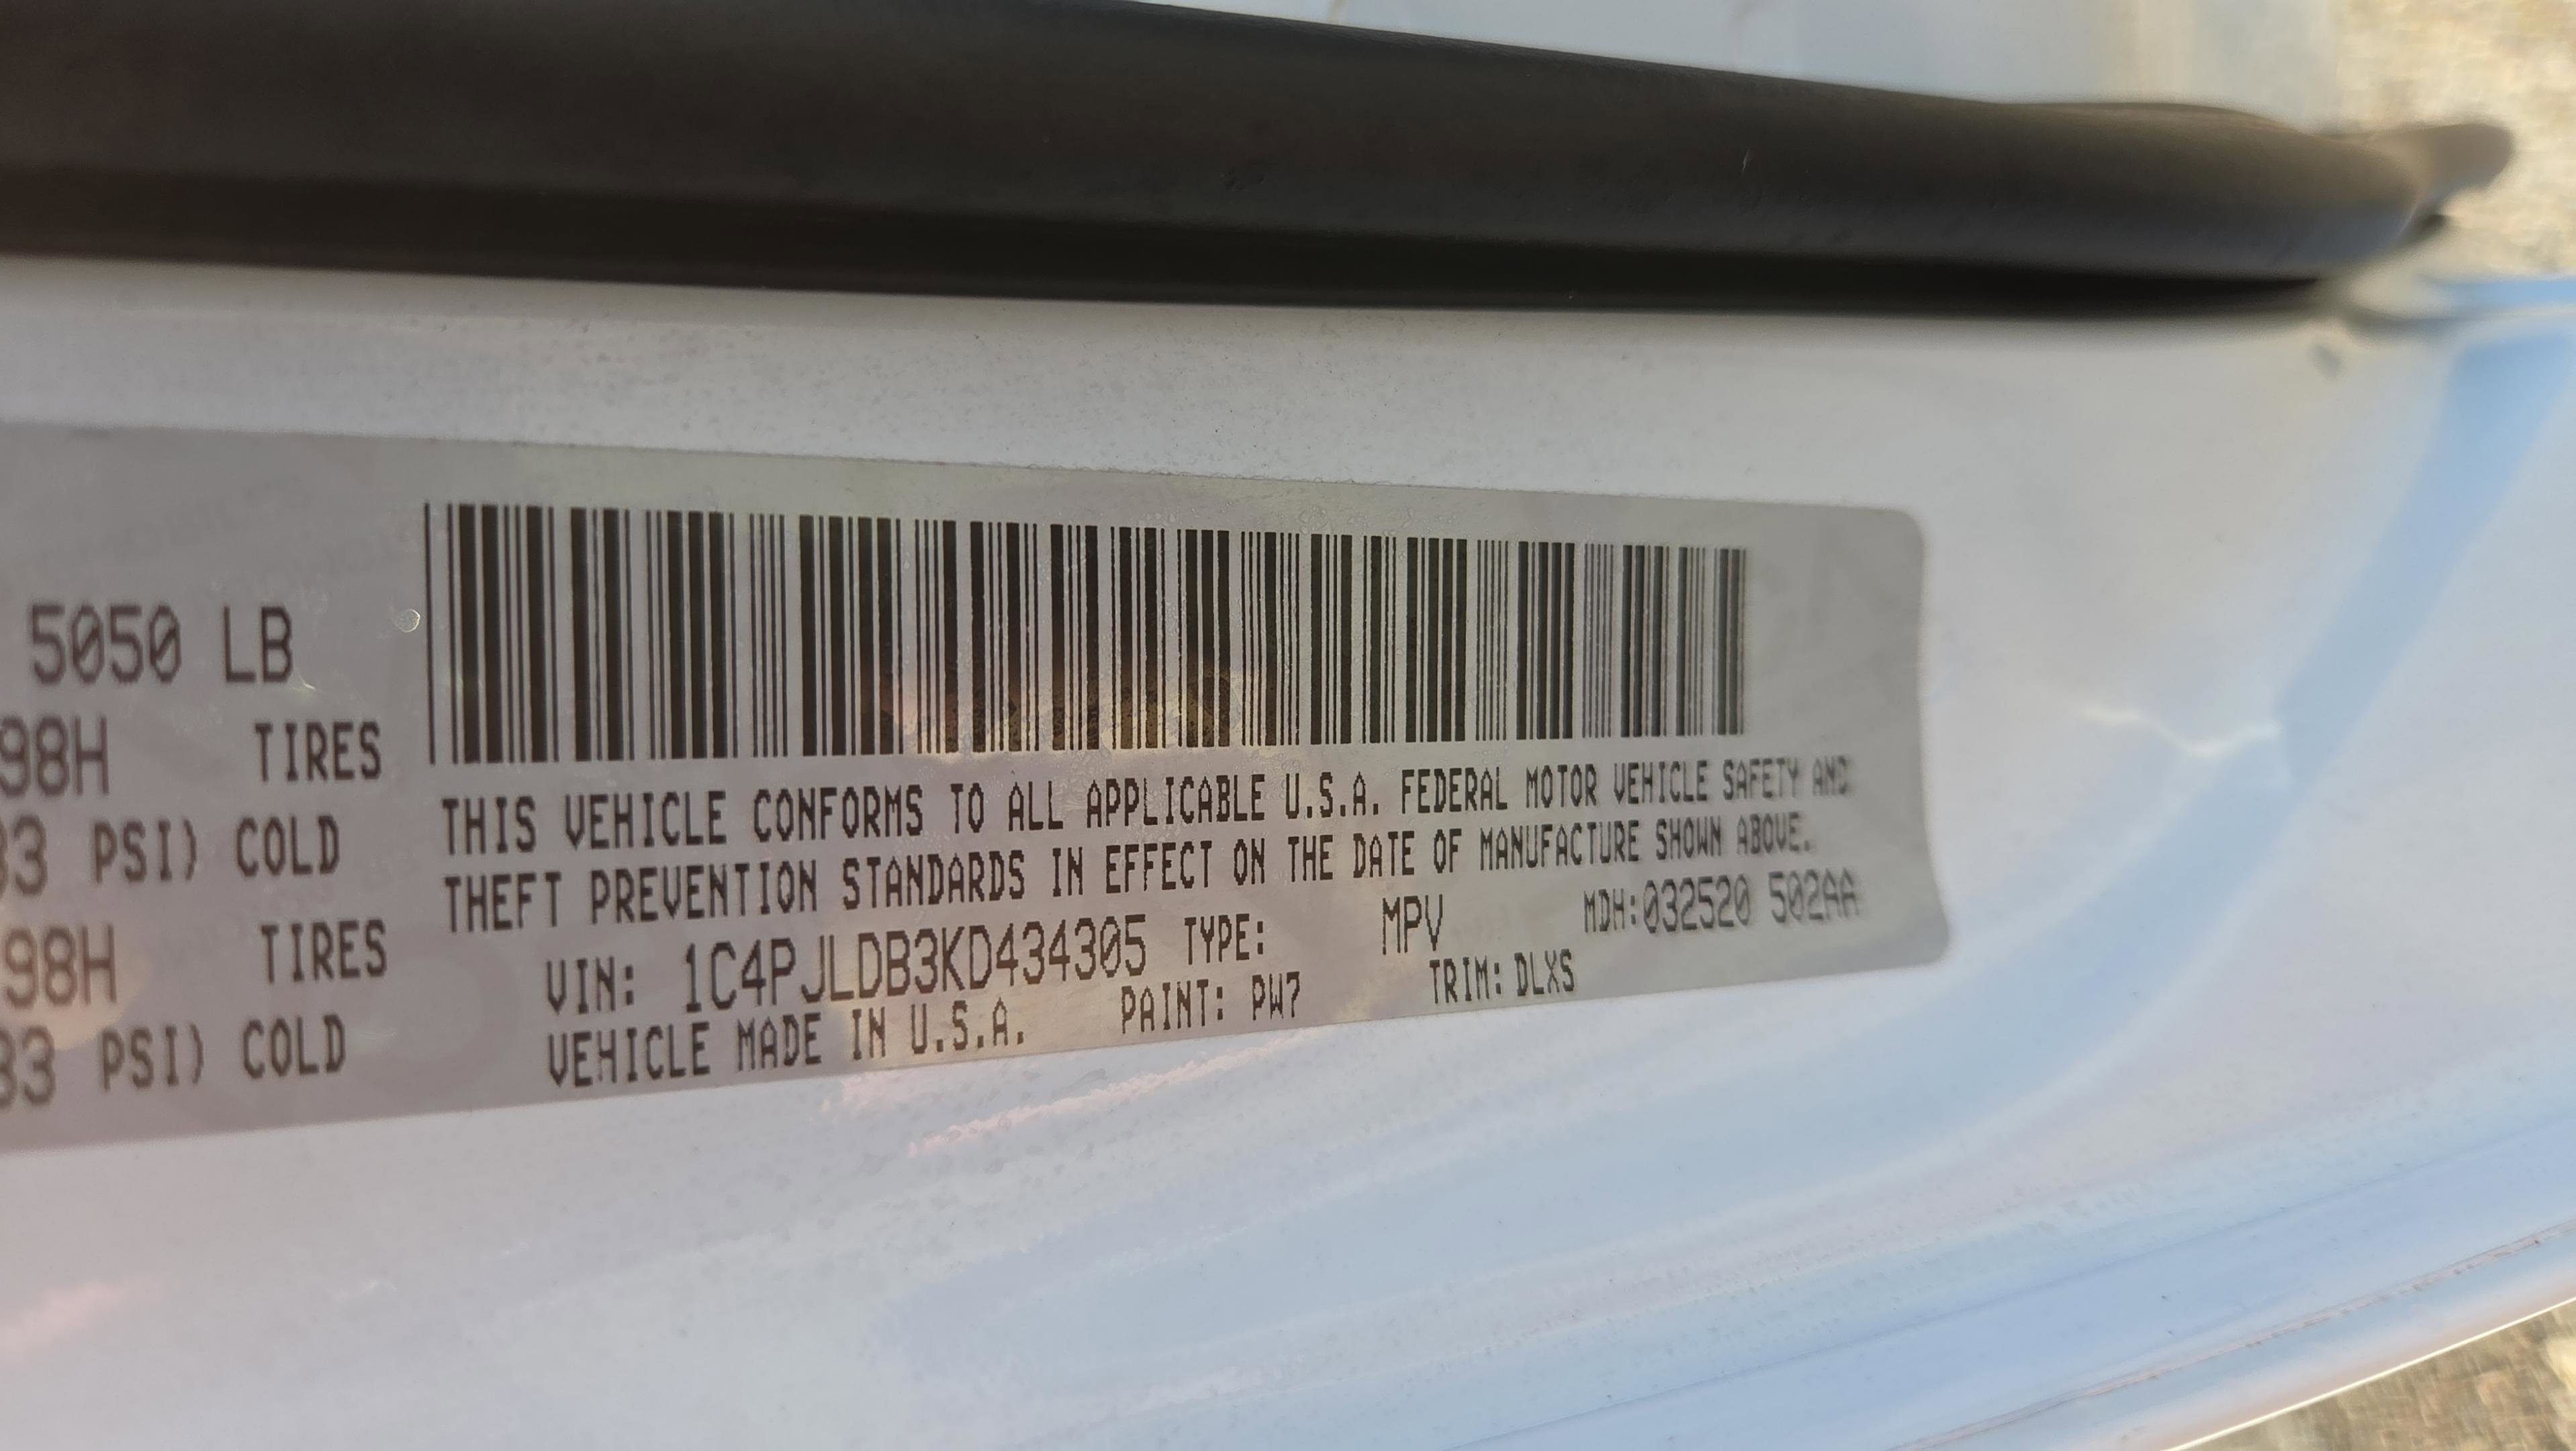 5050 LB
98H TIRES
33 PSI) COLD
98H TIRES
33 PSI) COLD
THIS VEHICLE CONFORMS TO ALL APPLICABLE U.S.A. FEDERAL MOTOR VEHICLE SAFETY AND
THEFT PREVENTION STANDARDS IN EFFECT ON THE DATE OF MANUFACTURE SHOWN ABOVE.
VIN: 1C4PJLDB3KD434305 TYPE: MPV MDH:032520 502AA
VEHICLE MADE IN U.S.A. PAINT: PW7 TRIM: DLXS